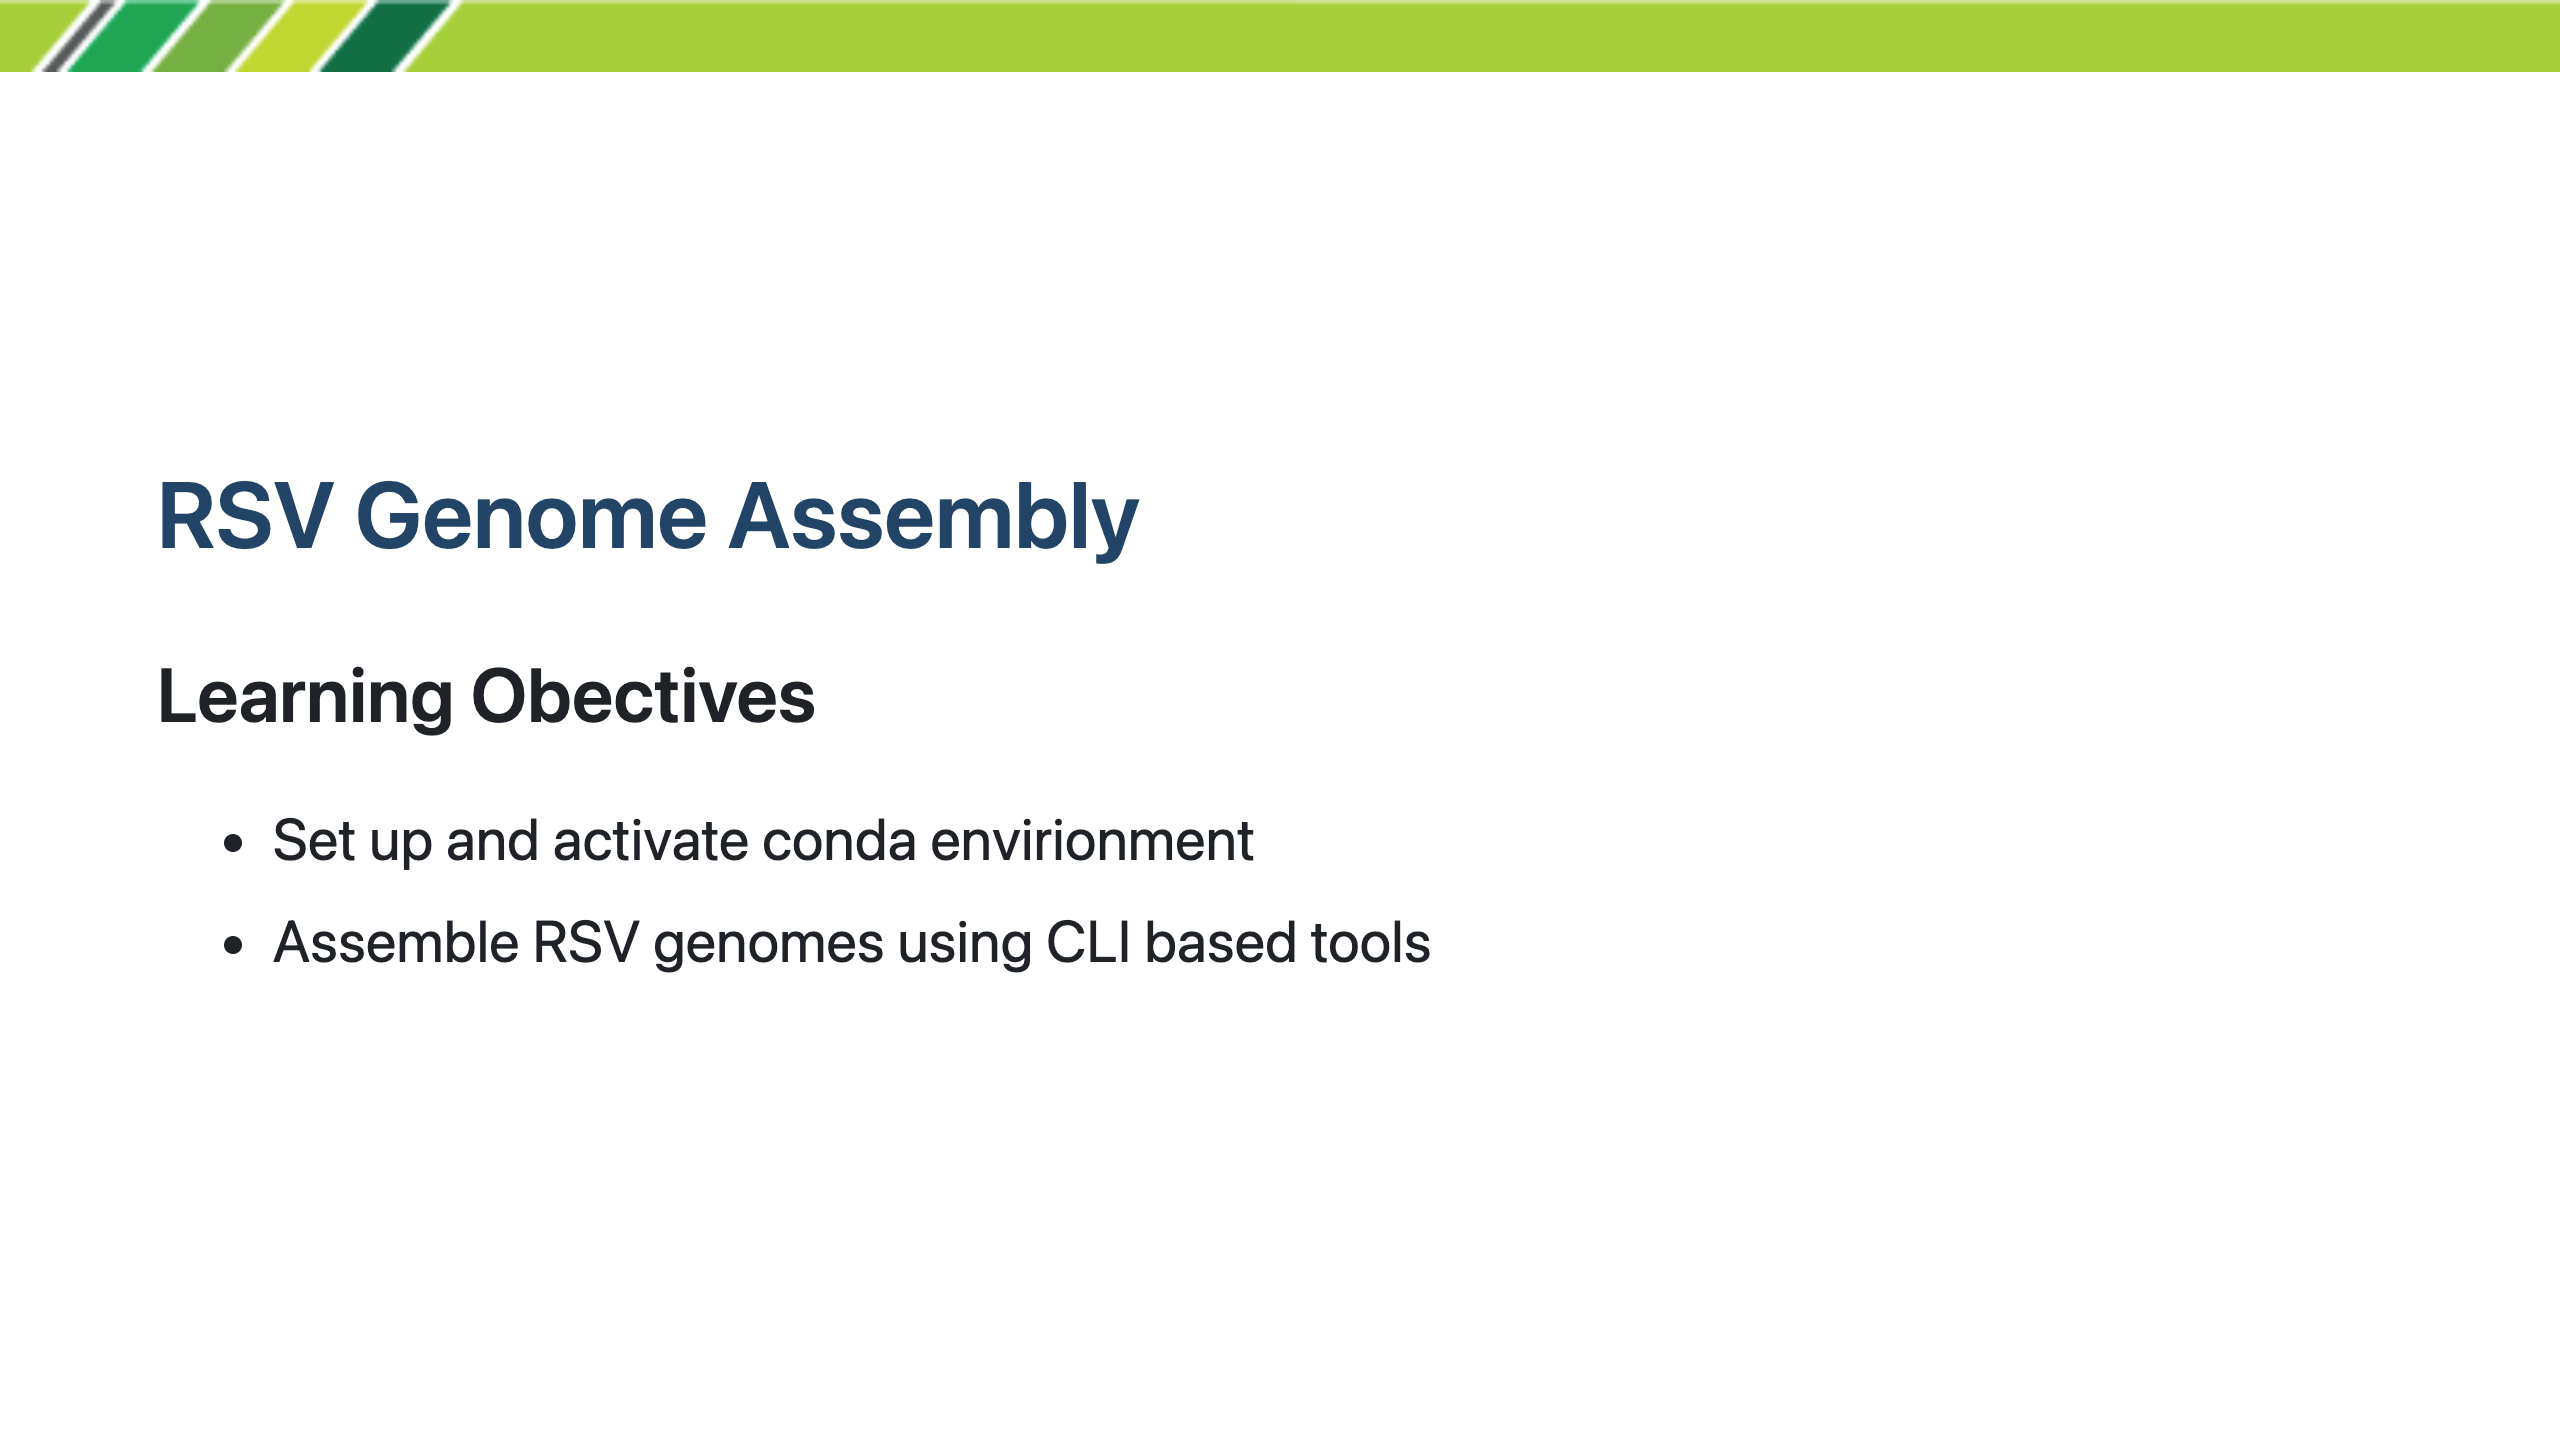 RSV Genome Assembly
Learning Obectives
• Set up and activate conda envirionment
• Assemble RSV genomes using CLI based tools